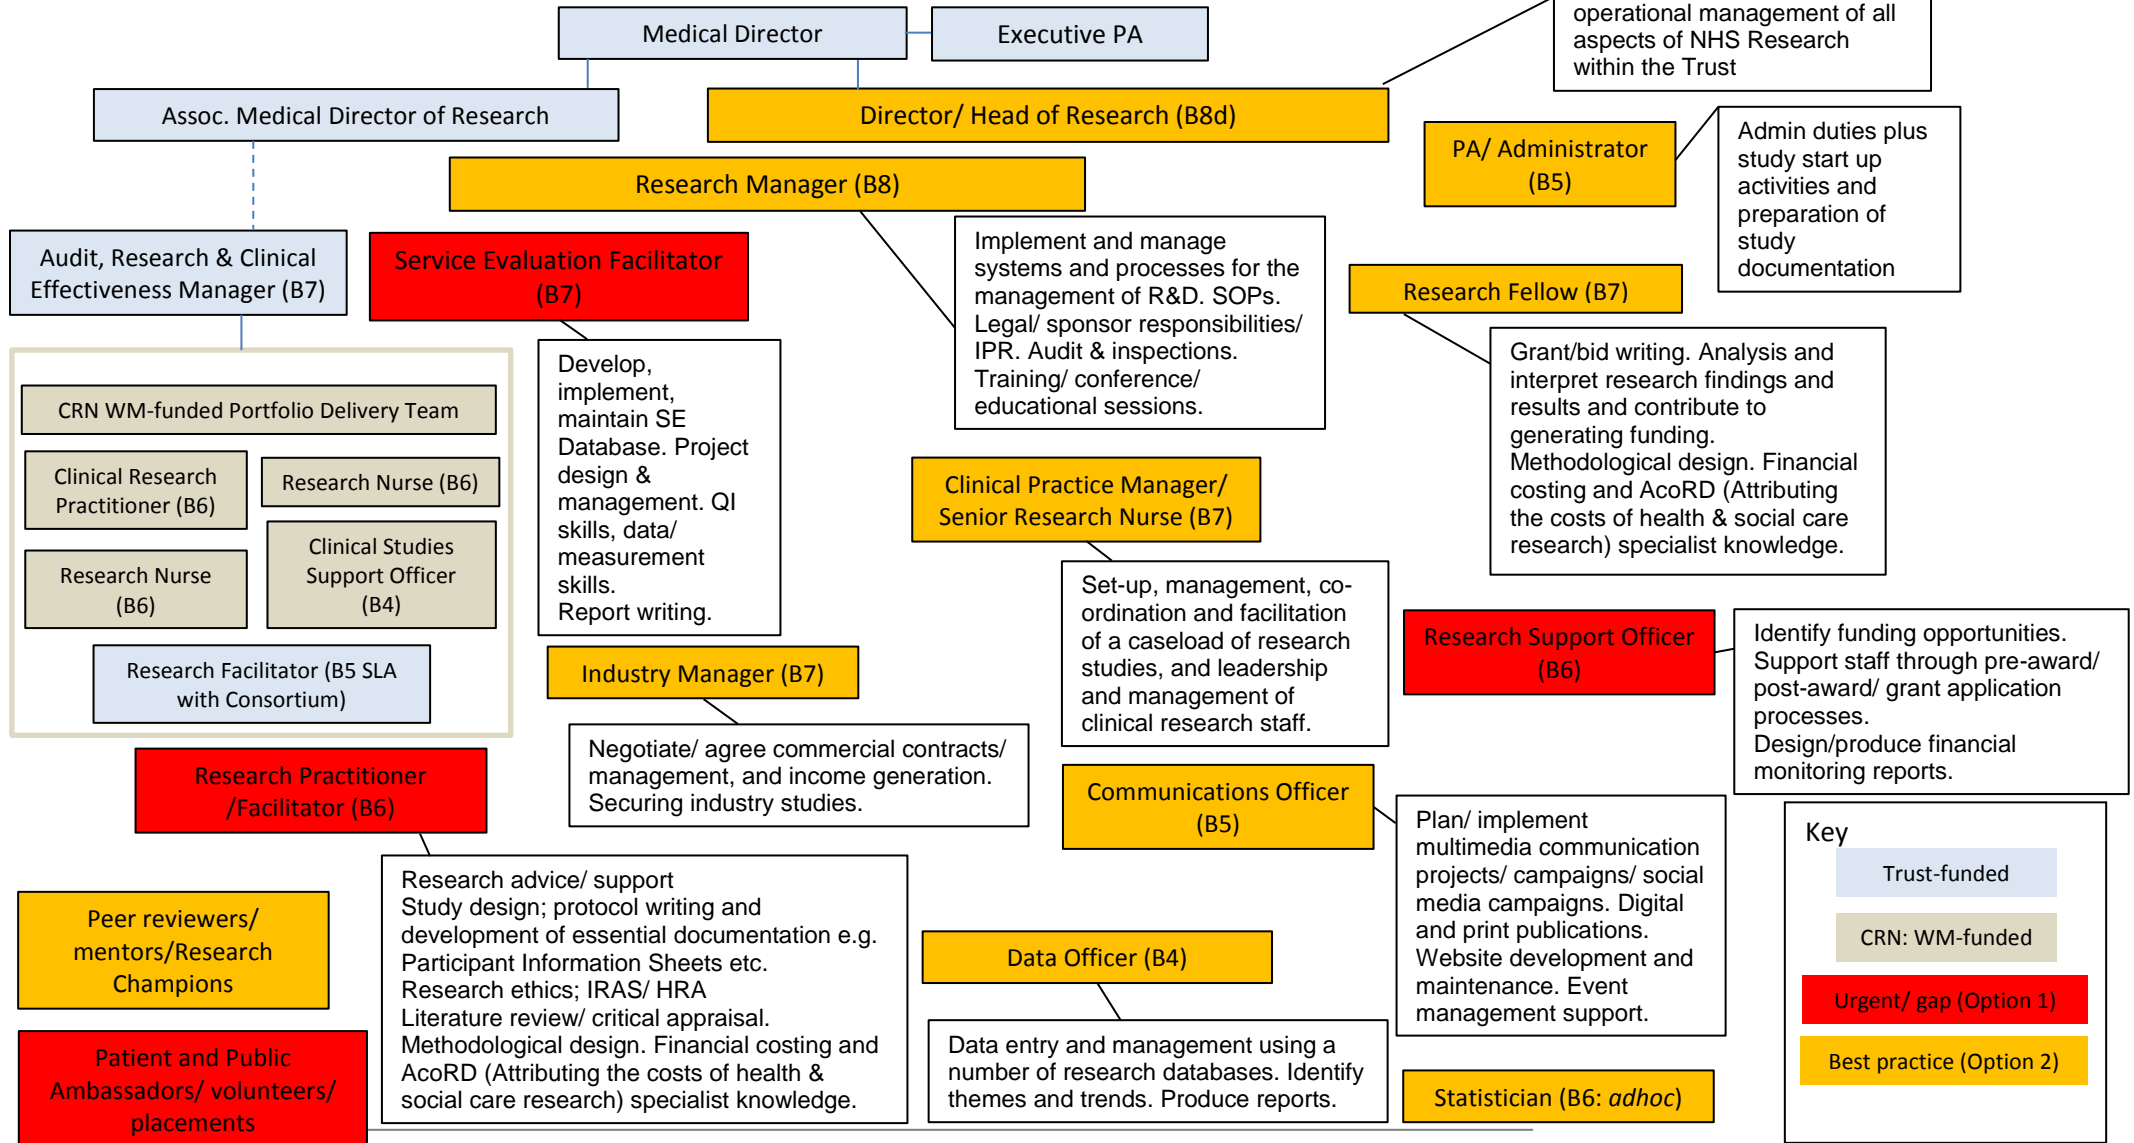 operational management of all
aspects of NHS Research
within the Trust
Medical Director
Executive PA
Assoc. Medical Director of Research
Director/ Head of Research (B8d)
PA/ Administrator
(B5)
Admin duties plus
study start up
activities and
preparation of
study
documentation
Research Manager (B8)
Audit, Research & Clinical
Effectiveness Manager (B7)
Service Evaluation Facilitator
(B7)
Implement and manage
systems and processes for the
management of R&D. SOPs.
Legal/ sponsor responsibilities/
IPR. Audit & inspections.
Training/ conference/
educational sessions.
Research Fellow (B7)
Grant/bid writing. Analysis and
interpret research findings and
results and contribute to
generating funding.
Methodological design. Financial
costing and AcoRD (Attributing
the costs of health & social care
research) specialist knowledge.
Develop,
implement,
maintain SE
Database. Project
design &
management. QI
skills, data/
measurement
skills.
Report writing.
CRN WM-funded Portfolio Delivery Team
Clinical Research
Practitioner (B6)
Research Nurse (B6)
Research Nurse
(B6)
Clinical Studies
Support Officer
(B4)
Research Facilitator (B5 SLA
with Consortium)
Clinical Practice Manager/
Senior Research Nurse (B7)
Set-up, management, co-
ordination and facilitation
of a caseload of research
studies, and leadership
and management of
clinical research staff.
Research Support Officer
(B6)
Identify funding opportunities.
Support staff through pre-award/
post-award/ grant application
processes.
Design/produce financial
monitoring reports.
Industry Manager (B7)
Negotiate/ agree commercial contracts/
management, and income generation.
Securing industry studies.
Research Practitioner
/Facilitator (B6)
Research advice/ support
Study design; protocol writing and
development of essential documentation e.g.
Participant Information Sheets etc.
Research ethics; IRAS/ HRA
Literature review/ critical appraisal.
Methodological design. Financial costing and
AcoRD (Attributing the costs of health &
social care research) specialist knowledge.
Communications Officer
(B5)
Plan/ implement
multimedia communication
projects/ campaigns/ social
media campaigns. Digital
and print publications.
Website development and
maintenance. Event
management support.
Peer reviewers/
mentors/Research
Champions
Patient and Public
Ambassadors/ volunteers/
placements
Data Officer (B4)
Data entry and management using a
number of research databases. Identify
themes and trends. Produce reports.
Statistician (B6: adhoc)
Key
Trust-funded
CRN: WM-funded
Urgent/ gap (Option 1)
Best practice (Option 2)